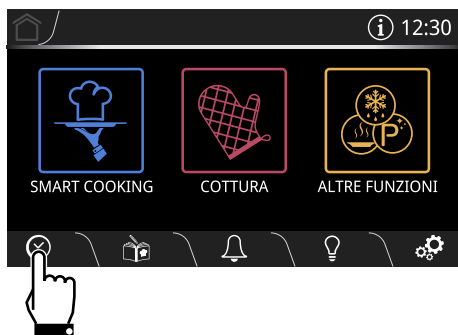 12:30
SMART COOKING
COTTURA
ALTRE FUNZIONI
P